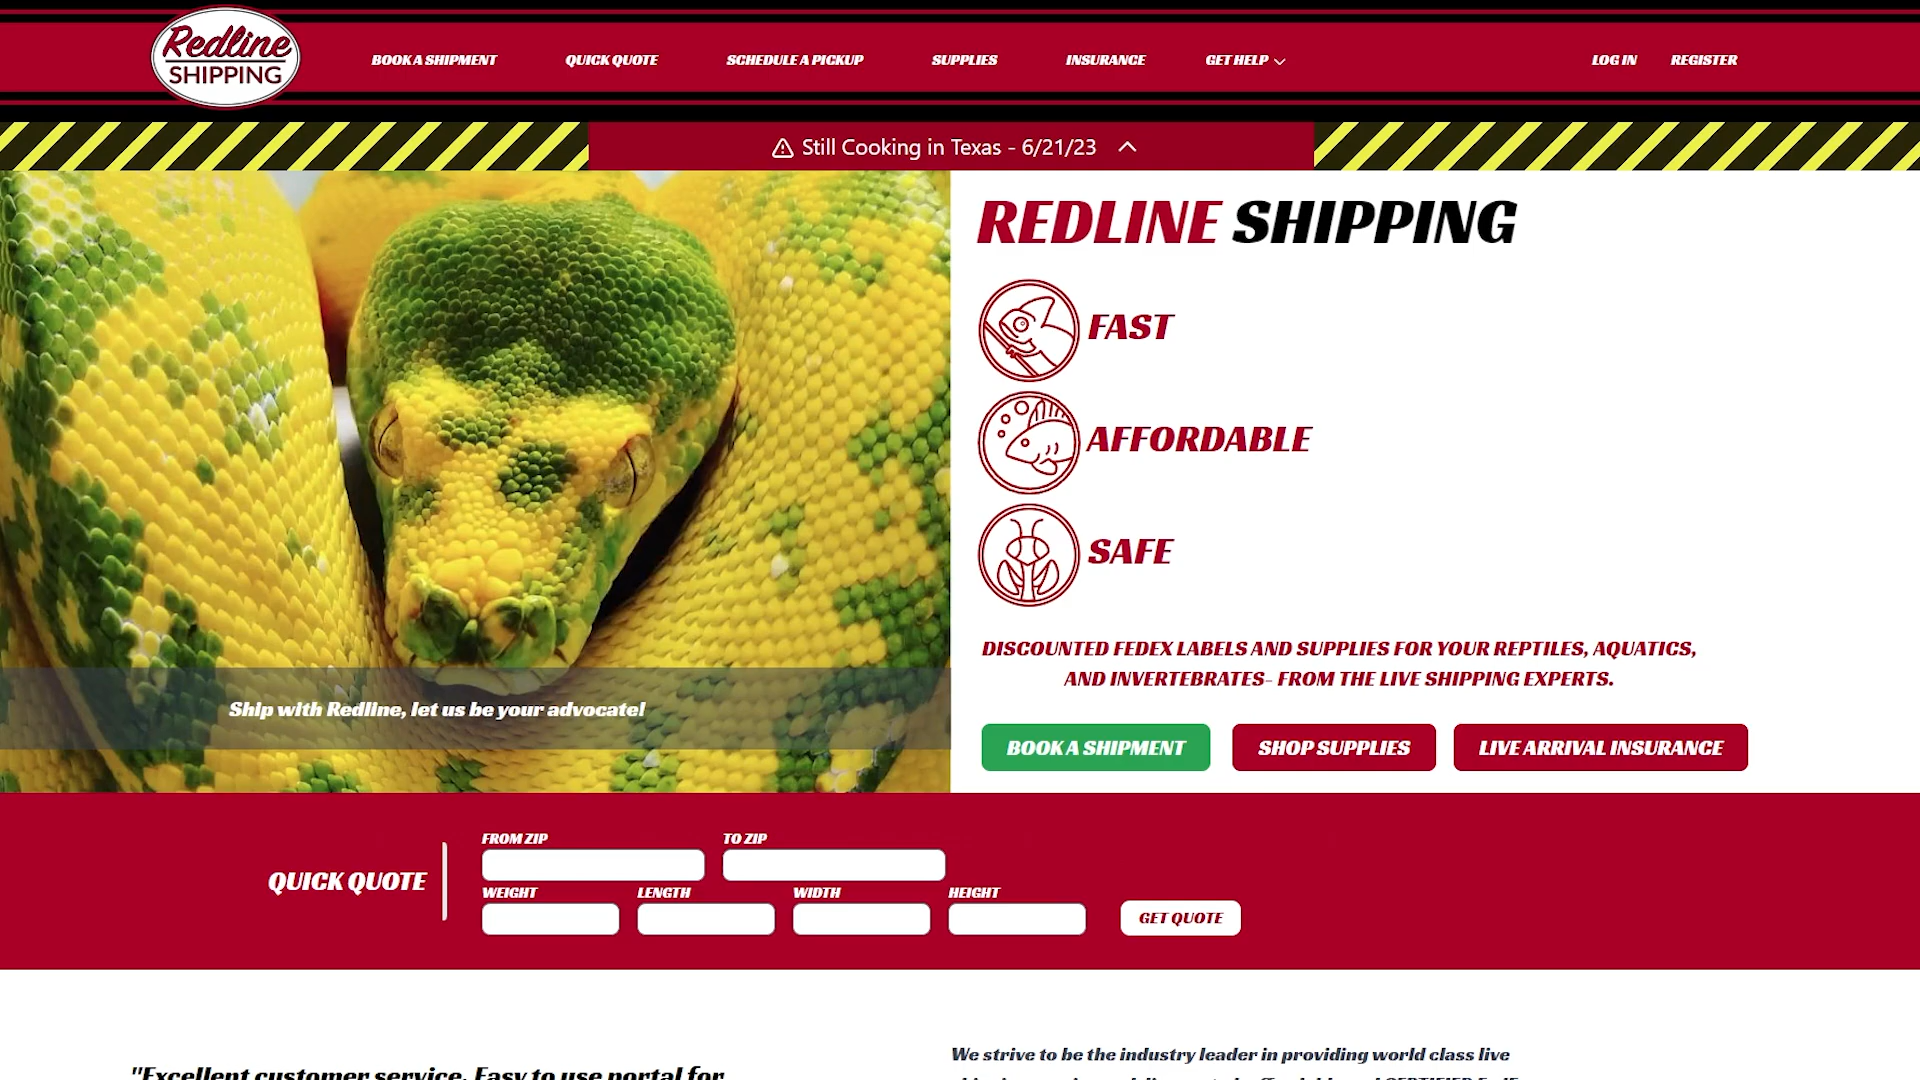 Redline
SHIPPING
BOOK A SHIPMENT
QUICK QUOTE
SCHEDULE A PICKUP
SUPPLIES
INSURANCE
GET HELP
LOG IN
REGISTER
Still Cooking in Texas - 6/21/23
REDLINE SHIPPING
FAST
AFFORDABLE
SAFE
DISCOUNTED FEDEX LABELS AND SUPPLIES FOR YOUR REPTILES, AQUATICS,
AND INVERTEBRATES- FROM THE LIVE SHIPPING EXPERTS.
Ship with Redline, let us be your advocate!
BOOK A SHIPMENT
SHOP SUPPLIES
LIVE ARRIVAL INSURANCE
QUICK QUOTE
FROM ZIP
TO ZIP
WEIGHT
LENGTH
WIDTH
HEIGHT
GET QUOTE
"Excellent customer service. Easy to use portal for
We strive to be the industry leader in providing world class live